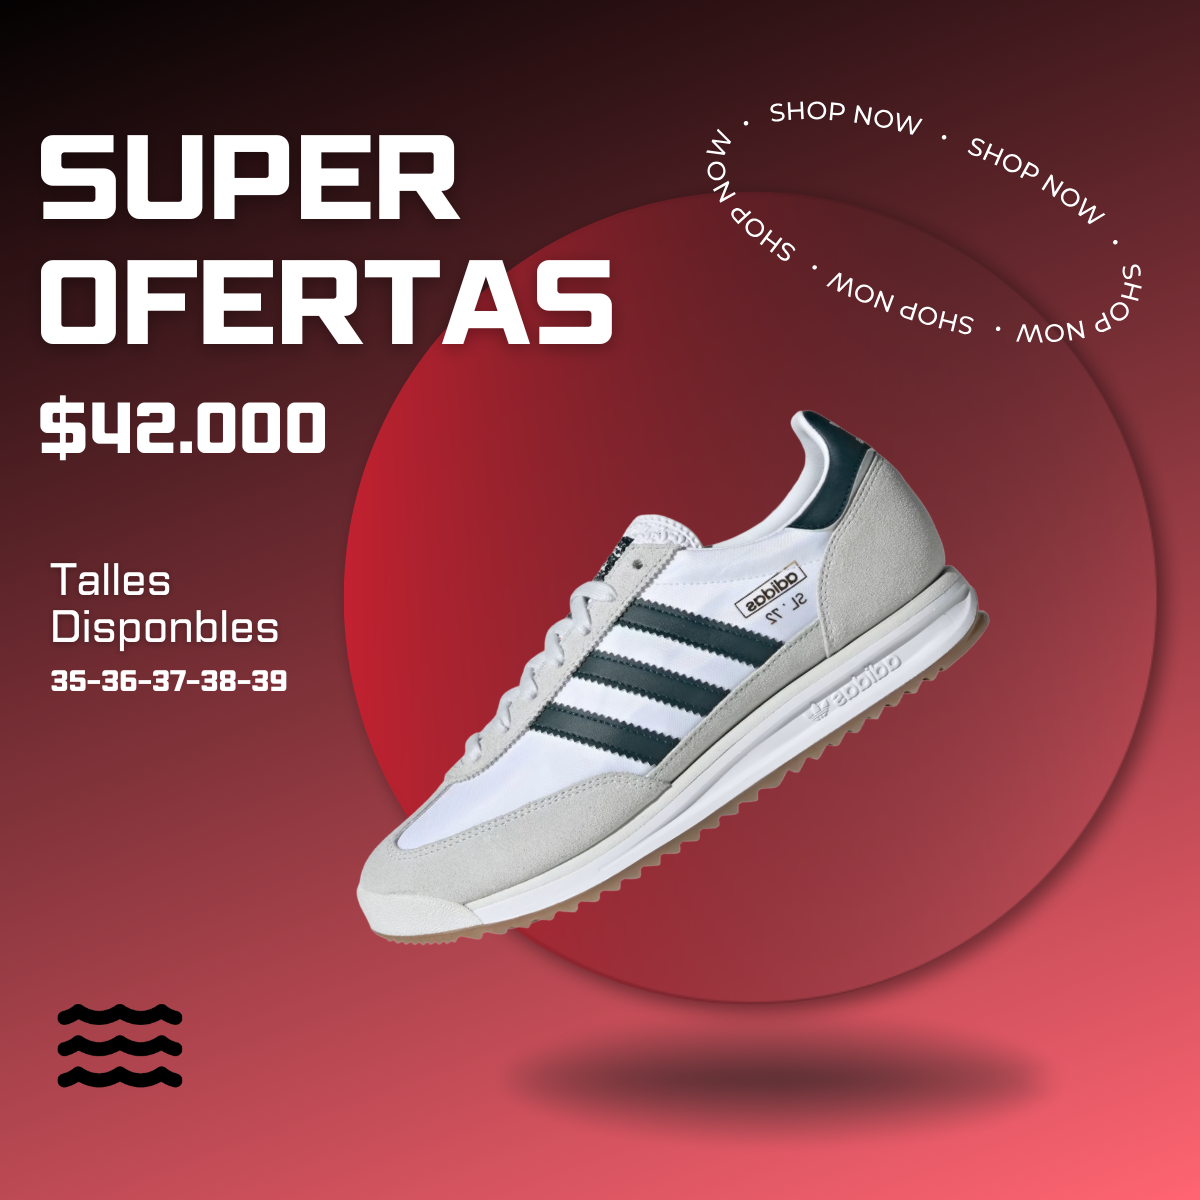 SUPER
OFERTAS
$42.000
Talles
Disponbles
35-36-37-38-39
SHOP NOW • SHOP NOW • SHOP NOW • SHOP NOW • SHOP NOW •
adidas
SL 72
adidas